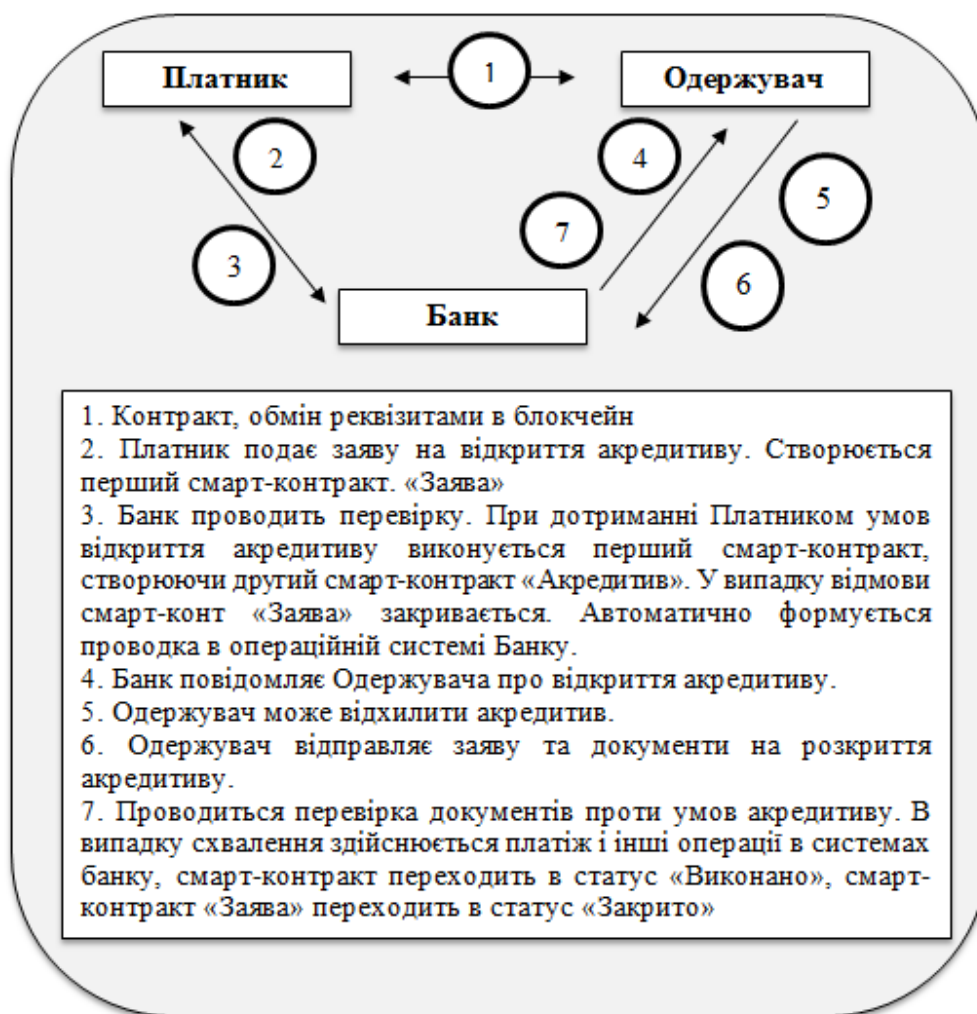 Платник
1
Одержувач
2
4
5
3
7
6
Банк
1. Контракт, обмін реквізитами в блокчейн
2. Платник подає заяву на відкриття акредитиву. Створюється
перший смарт-контракт. «Заява»
3. Банк проводить перевірку. При дотриманні Платником умов
відкриття акредитиву виконується перший смарт-контракт,
створюючи другий смарт-контракт «Акредитив». У випадку відмови
смарт-конт «Заява» закривається. Автоматично формується
проводка в операційній системі Банку.
4. Банк повідомляє Одержувача про відкриття акредитиву.
5. Одержувач може відхилити акредитив.
6. Одержувач відправляє заяву та документи на розкриття
акредитиву.
7. Проводиться перевірка документів проти умов акредитиву. В
випадку схвалення здійснюється платіж і інші операції в системах
банку, смарт-контракт переходить в статус «Виконано», смарт-
контракт «Заява» переходить в статус «Закрито»